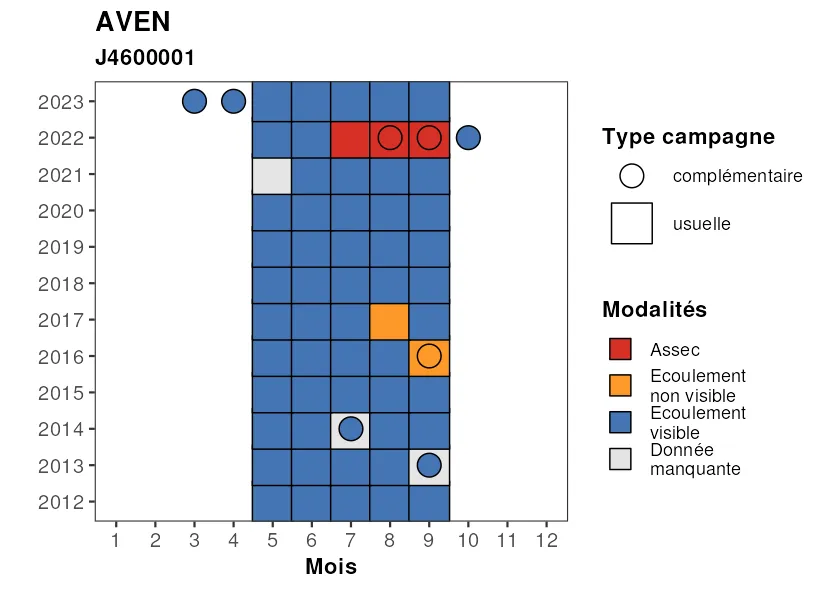 AVEN
J4600001
2023
2022
2021
2020
2019
2018
2017
2016
2015
2014
2013
2012
1 2 3 4 5 6 7 8 9 10 11 12
Mois
Type campagne
complémentaire
usuelle
Modalités
Assec
Ecoulement
non visible
Ecoulement
visible
Donnée
manquante